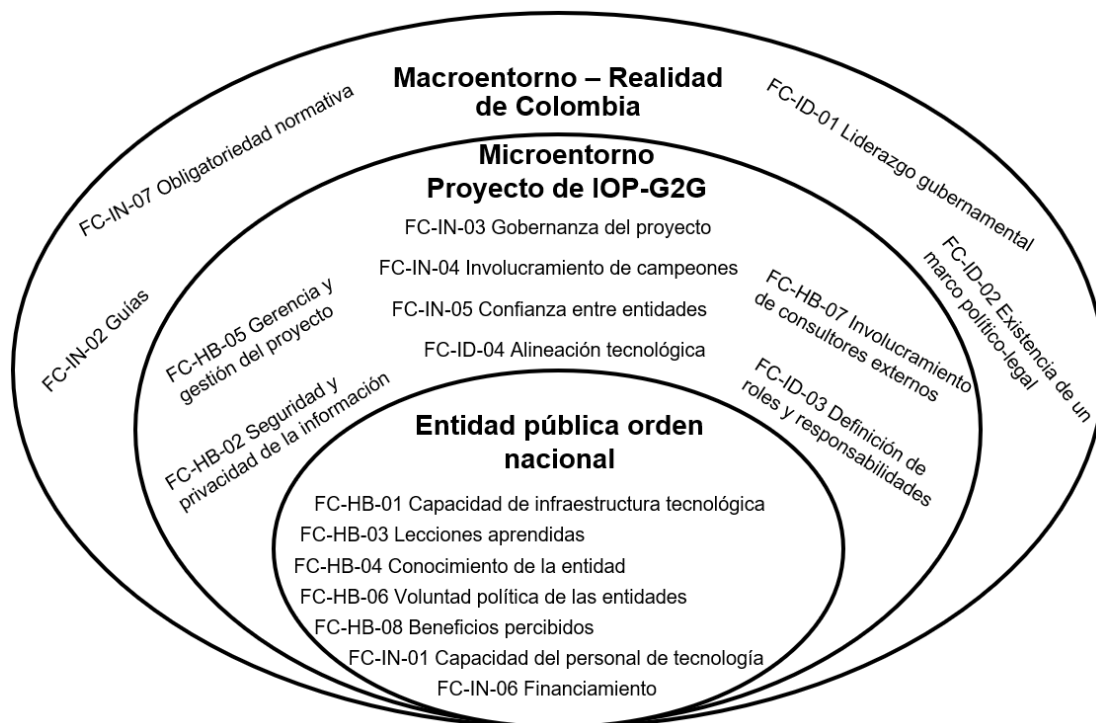 Macroentorno – Realidad
de Colombia
FC-IN-07 Obligatoriedad normativa
FC-ID-01 Liderazgo gubernamental
FC-IN-02 Guías
FC-ID-02 Existencia de un
marco político-legal
Microentorno
Proyecto de IOP-G2G
FC-IN-03 Gobernanza del proyecto
FC-IN-04 Involucramiento de campeones
FC-IN-05 Confianza entre entidades
FC-ID-04 Alineación tecnológica
FC-HB-05 Gerencia y
gestión del proyecto
FC-HB-07 Involucramiento
de consultores externos
FC-HB-02 Seguridad y
privacidad de la información
FC-ID-03 Definición de
roles y responsabilidades
Entidad pública orden
nacional
FC-HB-01 Capacidad de infraestructura tecnológica
FC-HB-03 Lecciones aprendidas
FC-HB-04 Conocimiento de la entidad
FC-HB-06 Voluntad política de las entidades
FC-HB-08 Beneficios percibidos
FC-IN-01 Capacidad del personal de tecnología
FC-IN-06 Financiamiento